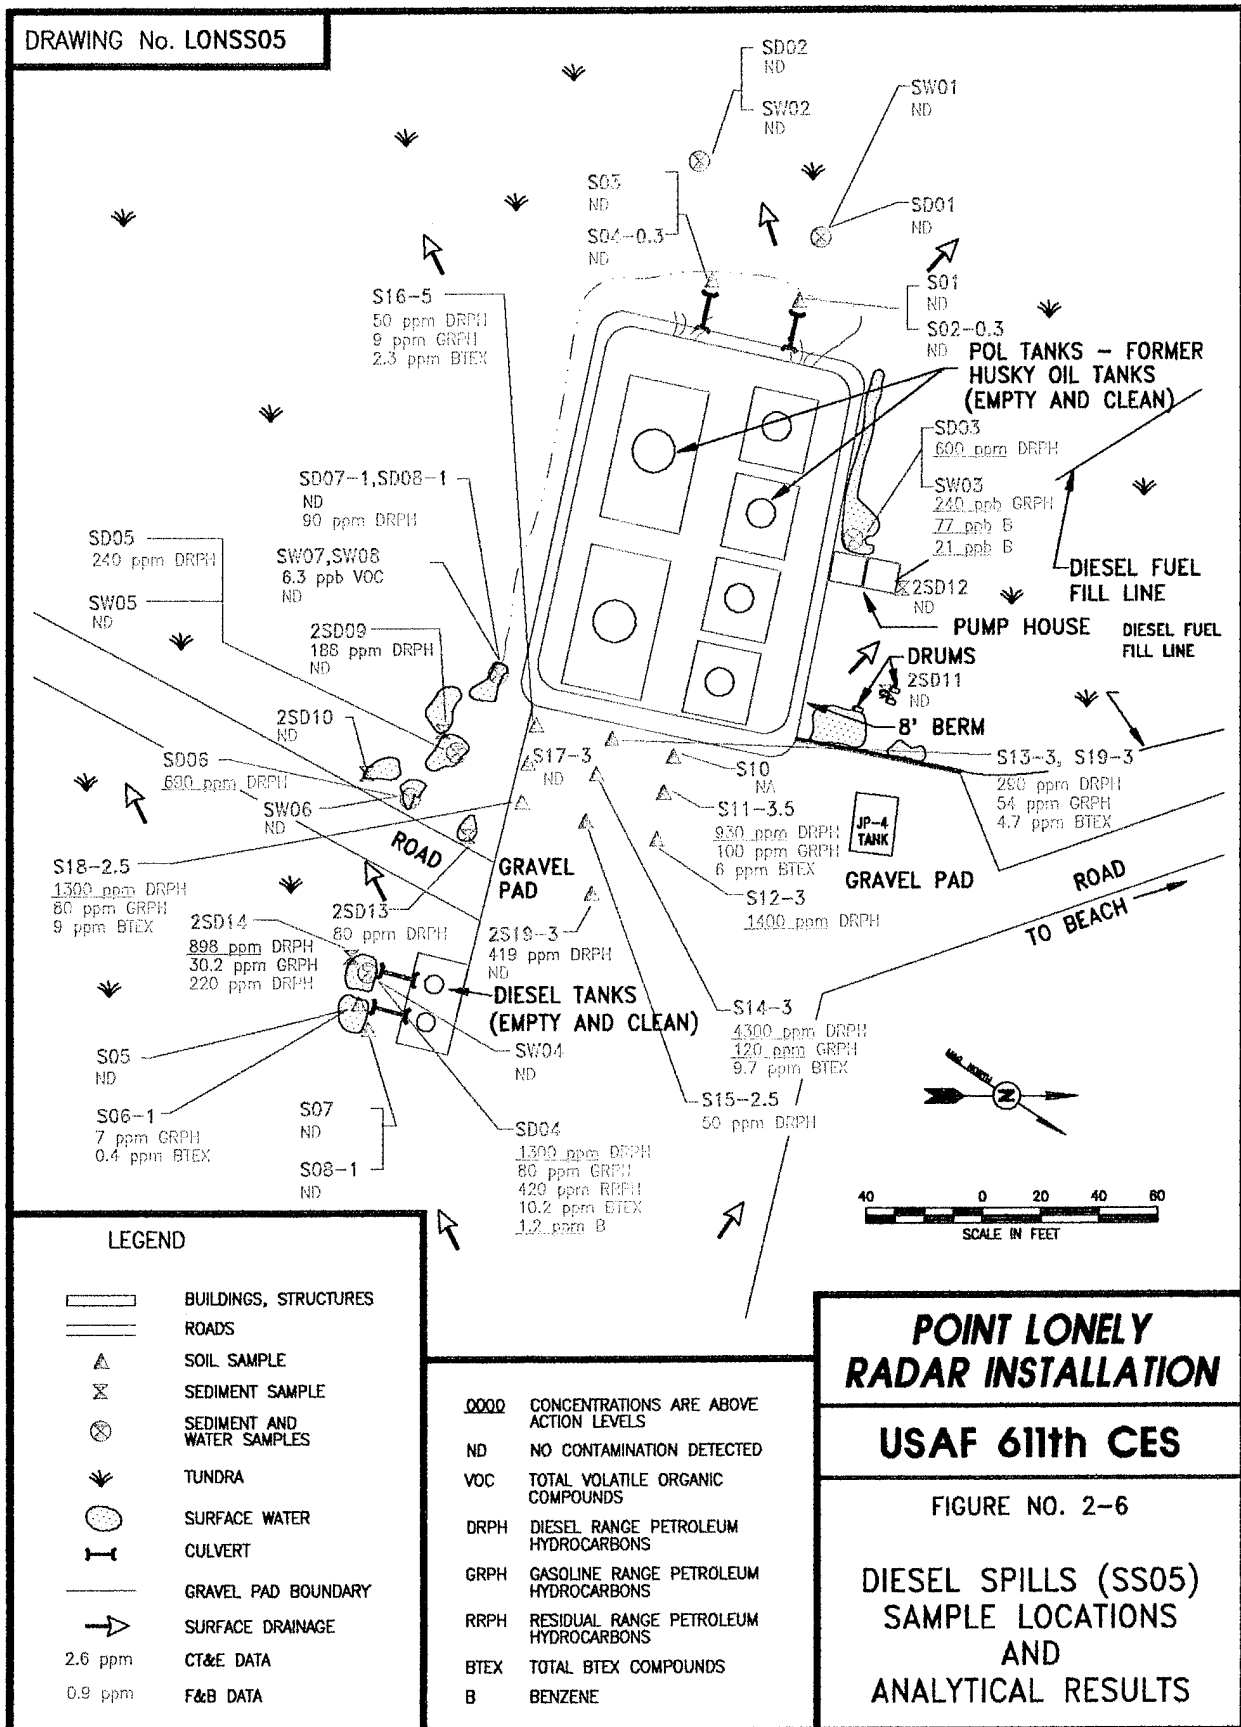 DRAWING No. LONSS05
SD02
ND
SW02
ND
SW01
ND
S03
ND
S04-0.3
ND
SD01
ND
S16-5
50 ppm DRPH
9 ppm GRPH
2.3 ppm BTEX
S01
ND
S02-0.3
ND
POL TANKS - FORMER
HUSKY OIL TANKS
(EMPTY AND CLEAN)
SD03
600 ppm DRPH
SW03
240 ppb GRPH
77 ppb B
21 ppb B
SD07-1,SD08-1
ND
90 ppm DRPH
SD05
240 ppm DRPH
SW07,SW08
6.3 ppb VOC
ND
SW05
ND
DIESEL FUEL
FILL LINE
2SD12
ND
PUMP HOUSE
DIESEL FUEL
FILL LINE
2SD09
188 ppm DRPH
ND
DRUMS
2SD11
ND
2SD10
ND
8' BERM
SD06
690 ppm DRPH
S17-3
ND
S10
NA
S13-3, S19-3
290 ppm DRPH
54 ppm GRPH
4.7 ppm BTEX
SW06
ND
S11-3.5
930 ppm DRPH
100 ppm GRPH
6 ppm BTEX
JP-4
TANK
ROAD
GRAVEL
PAD
S18-2.5
1300 ppm DRPH
80 ppm GRPH
9 ppm BTEX
GRAVEL PAD
ROAD
TO BEACH
S12-3
1400 ppm DRPH
2SD13
80 ppm DRPH
2SD14
898 ppm DRPH
30.2 ppm GRPH
220 ppm DRPH
2S19-3
419 ppm DRPH
ND
DIESEL TANKS
(EMPTY AND CLEAN)
S14-3
4300 ppm DRPH
120 ppm GRPH
9.7 ppm BTEX
S05
ND
SW04
ND
MAG. NORTH
N
S15-2.5
50 ppm DRPH
S06-1
7 ppm GRPH
0.4 ppm BTEX
S07
ND
S08-1
ND
SD04
1300 ppm DRPH
80 ppm GRPH
420 ppm RRPH
10.2 ppm BTEX
1.2 ppm B
40 0 20 40 60
SCALE IN FEET
LEGEND
BUILDINGS, STRUCTURES
ROADS
SOIL SAMPLE
SEDIMENT SAMPLE
SEDIMENT AND
WATER SAMPLES
TUNDRA
SURFACE WATER
CULVERT
GRAVEL PAD BOUNDARY
SURFACE DRAINAGE
2.6 ppm CT&E DATA
0.9 ppm F&B DATA
0000 CONCENTRATIONS ARE ABOVE
ACTION LEVELS
ND NO CONTAMINATION DETECTED
VOC TOTAL VOLATILE ORGANIC
COMPOUNDS
DRPH DIESEL RANGE PETROLEUM
HYDROCARBONS
GRPH GASOLINE RANGE PETROLEUM
HYDROCARBONS
RRPH RESIDUAL RANGE PETROLEUM
HYDROCARBONS
BTEX TOTAL BTEX COMPOUNDS
B BENZENE
POINT LONELY
RADAR INSTALLATION
USAF 611th CES
FIGURE NO. 2-6
DIESEL SPILLS (SS05)
SAMPLE LOCATIONS
AND
ANALYTICAL RESULTS